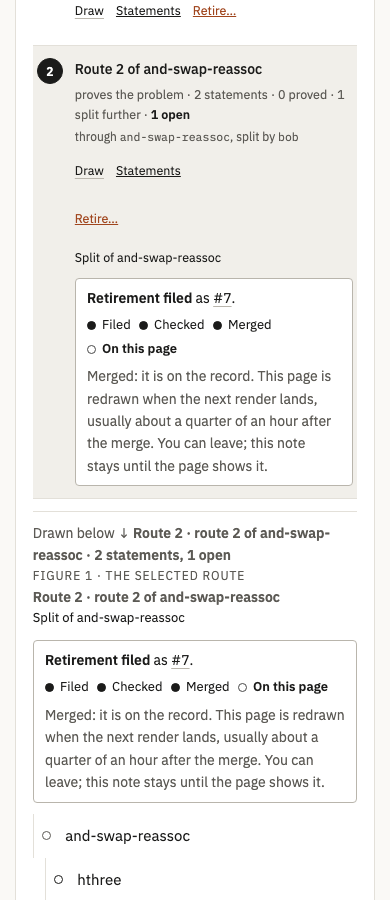 Draw Statements Retire…
2 Route 2 of and-swap-reassoc
proves the problem · 2 statements · 0 proved · 1
split further · 1 open
through and-swap-reassoc, split by bob
Draw Statements
Retire…
Split of and-swap-reassoc
Retirement filed as #7.
Filed Checked Merged
On this page
Merged: it is on the record. This page is
redrawn when the next render lands,
usually about a quarter of an hour after
the merge. You can leave; this note
stays until the page shows it.
Drawn below ↓ Route 2 · route 2 of and-swap-
reassoc · 2 statements, 1 open
FIGURE 1 · THE SELECTED ROUTE
Route 2 · route 2 of and-swap-reassoc
Split of and-swap-reassoc
Retirement filed as #7.
Filed Checked Merged On this page
Merged: it is on the record. This page is redrawn
when the next render lands, usually about a
quarter of an hour after the merge. You can
leave; this note stays until the page shows it.
and-swap-reassoc
hthree